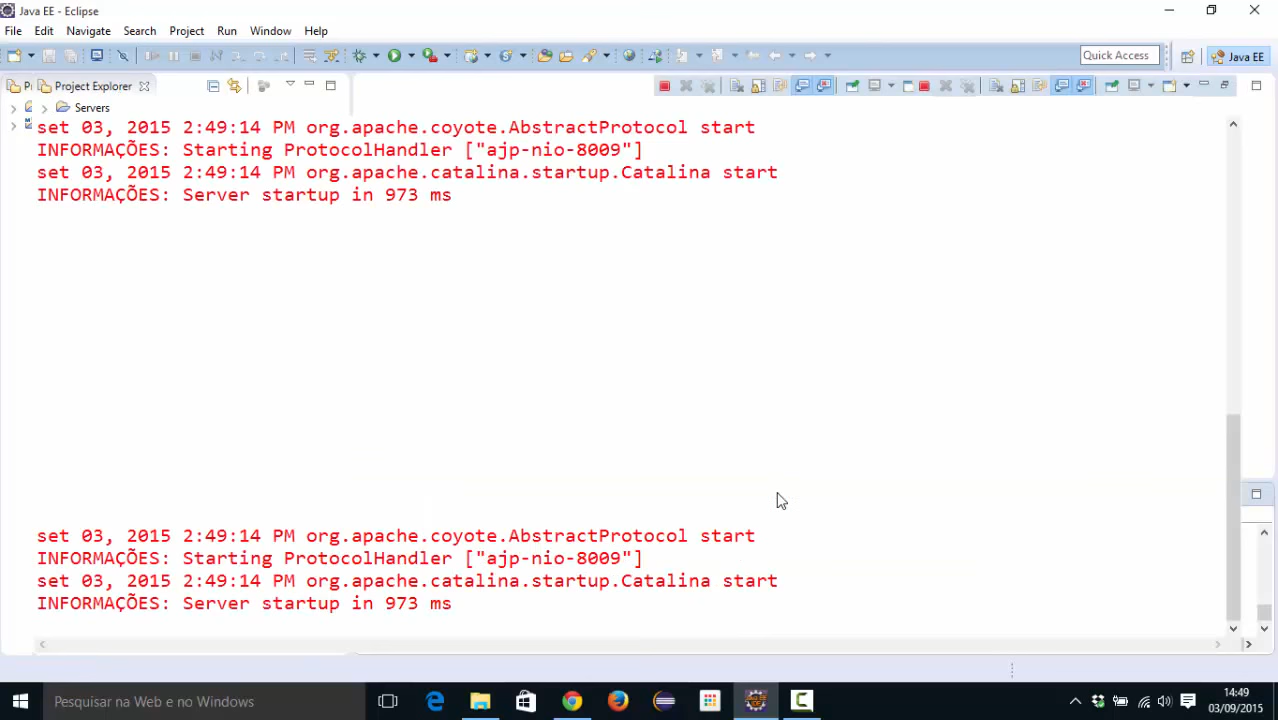 Java EE - Eclipse
File Edit Navigate Search Project Run Window Help
Quick Access
Java EE
Project Explorer
Servers
set 03, 2015 2:49:14 PM org.apache.coyote.AbstractProtocol start
INFORMAÇÕES: Starting ProtocolHandler ["ajp-nio-8009"]
set 03, 2015 2:49:14 PM org.apache.catalina.startup.Catalina start
INFORMAÇÕES: Server startup in 973 ms
set 03, 2015 2:49:14 PM org.apache.coyote.AbstractProtocol start
INFORMAÇÕES: Starting ProtocolHandler ["ajp-nio-8009"]
set 03, 2015 2:49:14 PM org.apache.catalina.startup.Catalina start
INFORMAÇÕES: Server startup in 973 ms
Pesquisar na Web e no Windows
14:49
03/09/2015